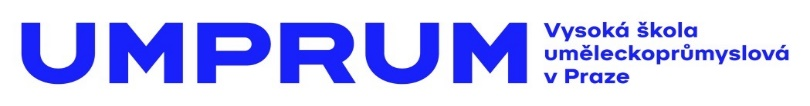 UMPRUM
Vysoká škola
uměleckoprůmyslová
v Praze